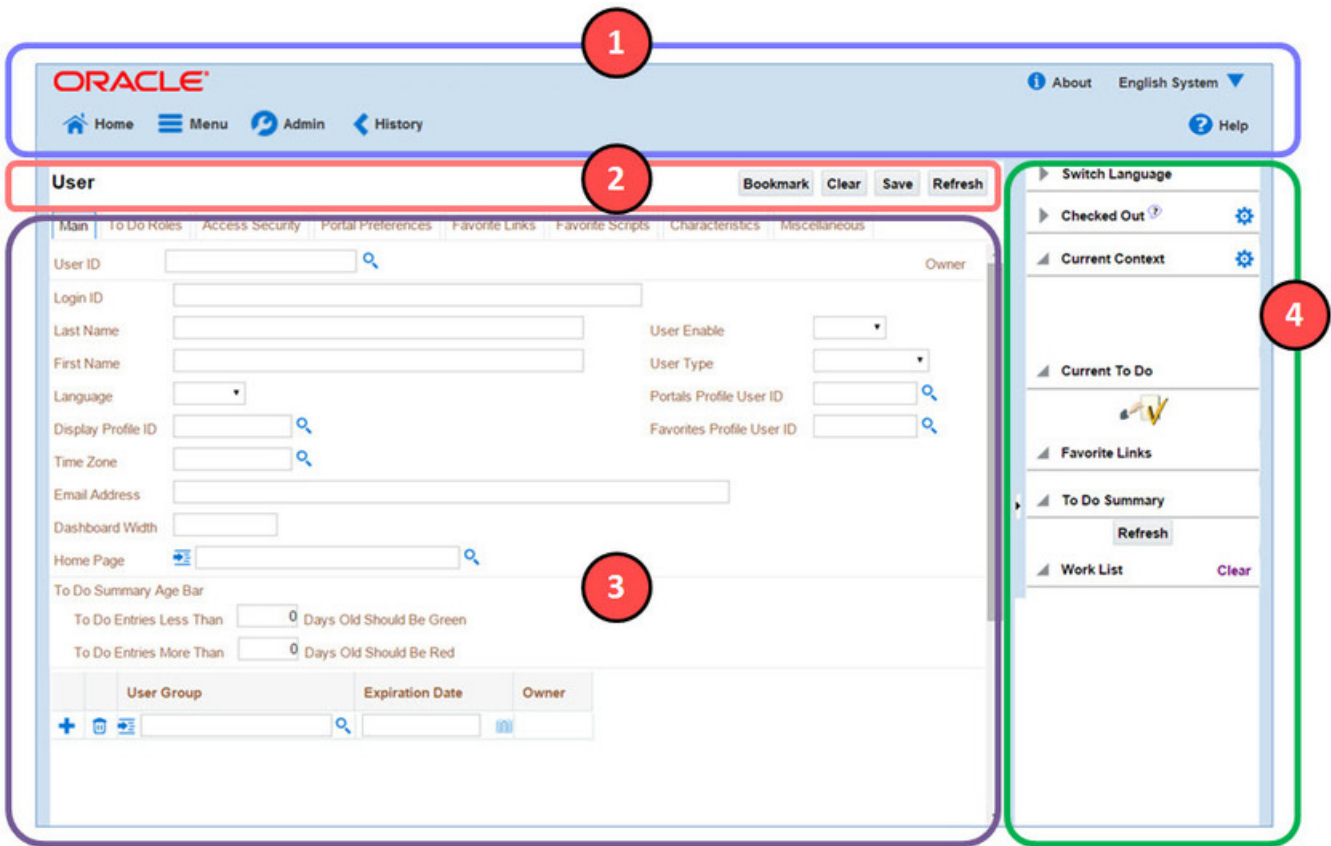 1
ORACLE®
About English System
Home Menu Admin History Help
2
User Bookmark Clear Save Refresh
Main To Do Roles Access Security Portal Preferences Favorite Links Favorite Scripts Characteristics Miscellaneous
User ID Owner
Login ID
Last Name User Enable
First Name User Type
Language Portals Profile User ID
Display Profile ID Favorites Profile User ID
Time Zone
Email Address
Dashboard Width
Home Page
3
To Do Summary Age Bar
To Do Entries Less Than 0 Days Old Should Be Green
To Do Entries More Than 0 Days Old Should Be Red
User Group Expiration Date Owner
Switch Language
Checked Out ?
Current Context
4
Current To Do
Favorite Links
To Do Summary
Refresh
Work List Clear